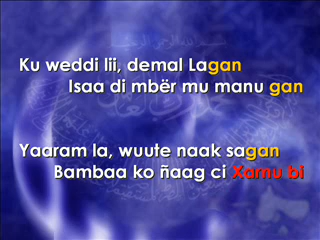 Ku weddi lii, demal Lagan
Isaa di mbër mu manu gan
Yaaram la, wuute naak sagan
Bambaa ko ñaag ci Xamu bi